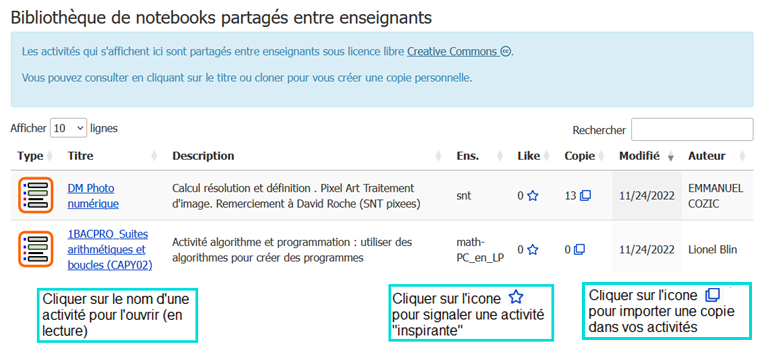 Bibliothèque de notebooks partagés entre enseignants
Les activités qui s'affichent ici sont partagés entre enseignants sous licence libre Creative Commons.
Vous pouvez consulter en cliquant sur le titre ou cloner pour vous créer une copie personnelle.
Afficher 10 lignes
Rechercher
Type Titre Description Ens. Like Copie Modifié Auteur
DM Photo numérique
Calcul résolution et définition . Pixel Art Traitement
d'image. Remerciement à David Roche (SNT pixees)
snt
0
13
11/24/2022
EMMANUEL
COZIC
1BACPRO_Suites
arithmétiques et
boucles (CAPY02)
Activité algorithme et programmation : utiliser des
algorithmes pour créer des programmes
math-
PC_en_LP
0
0
11/24/2022
Lionel Blin
Cliquer sur le nom d'une
activité pour l'ouvrir (en
lecture)
Cliquer sur l'icone
pour signaler une activité
"inspirante"
Cliquer sur l'icone
pour importer une copie
dans vos activités